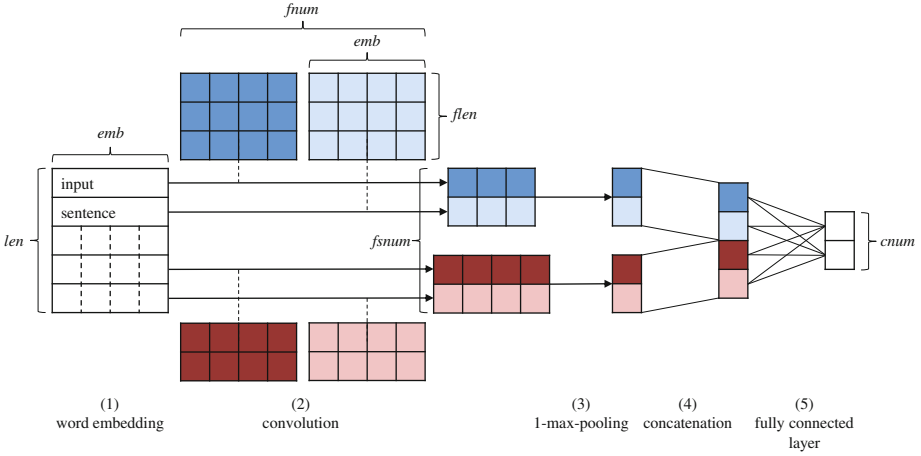 fnum
emb
flen
emb
input
sentence
len
fsnum
cnum
(1)
word embedding
(2)
convolution
(3)
1-max-pooling
(4)
concatenation
(5)
fully connected
layer